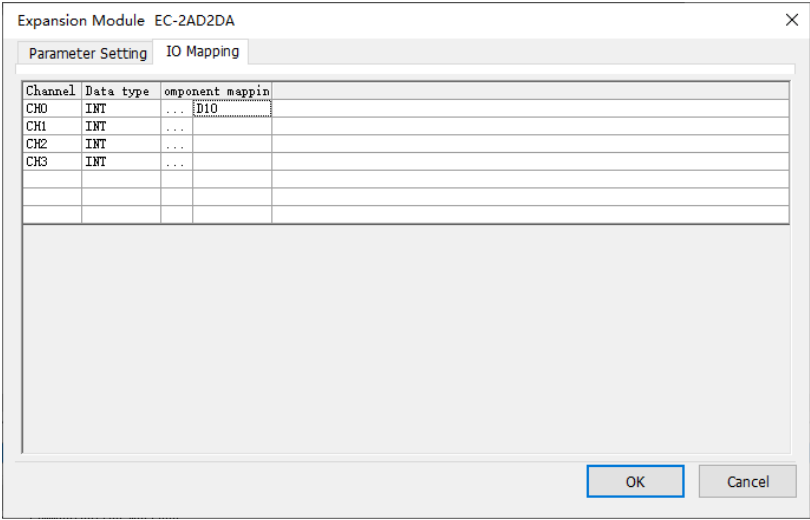 Expansion Module EC-2AD2DA
Parameter Setting IO Mapping
Channel Data type omponent mappin
CH0 INT ... D10
CH1 INT ...
CH2 INT ...
CH3 INT ...
OK Cancel